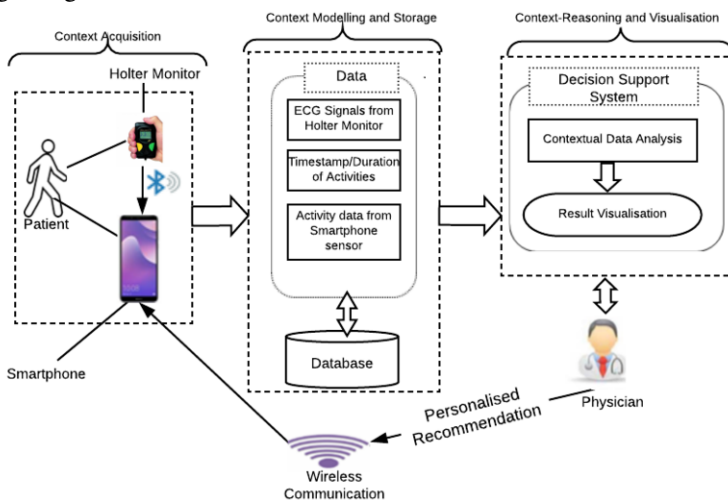 Context Acquisition
Holter Monitor
Patient
Smartphone
Context Modelling and Storage
Data
ECG Signals from
Holter Monitor
Timestamp/Duration
of Activities
Activity data from
Smartphone
sensor
Database
Context-Reasoning and Visualisation
Decision Support
System
Contextual Data Analysis
Result Visualisation
Physician
Personalised
Recommendation
Wireless
Communication